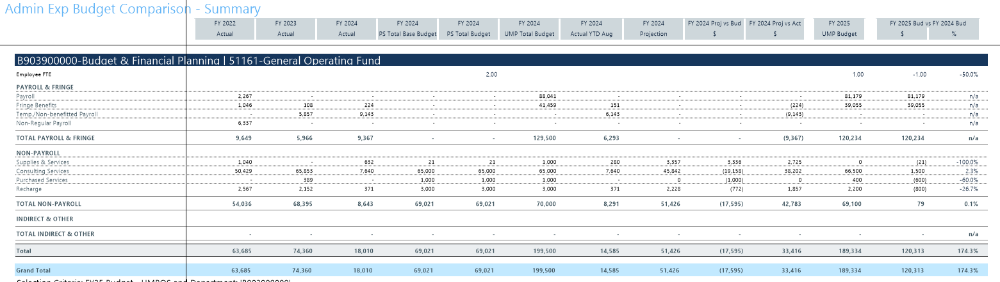 Admin Exp Budget Comparison - Summary
FY 2022 FY 2023 FY 2024 FY 2024 FY 2024 FY 2024 FY 2024 FY 2024 FY 2024 Proj vs Bud FY 2024 Proj vs Act FY 2025 FY 2025 Bud vs FY 2024 Bud
Actual Actual Actual PS Total Base Budget PS Total Budget UMP Total Budget Actual YTD Aug Projection $ $ UMP Budget $ %
B903900000-Budget & Financial Planning | 51161-General Operating Fund
Employee FTE 2.00 1.00 -1.00 -50.0%
PAYROLL & FRINGE
Payroll 2,267 - - - - 88,041 - - - - 81,179 81,179 n/a
Fringe Benefits 1,046 108 224 - - 41,459 151 - - (224) 39,055 39,055 n/a
Temp./Non-benefitted Payroll - 5,857 9,143 - - - 6,143 - - (9,143) - - n/a
Non-Regular Payroll 6,337 - - - - - - - - - - - n/a
TOTAL PAYROLL & FRINGE 9,649 5,966 9,367 - - 129,500 6,293 - - (9,367) 120,234 120,234 n/a
NON-PAYROLL
Supplies & Services 1,040 - 632 21 21 1,000 280 3,357 3,336 2,725 0 (21) -100.0%
Consulting Services 50,429 65,853 7,640 65,000 65,000 65,000 7,640 45,842 (19,158) 38,202 66,500 1,500 2.3%
Purchased Services - 389 - 1,000 1,000 1,000 - 0 (1,000) 0 400 (600) -60.0%
Recharge 2,567 2,152 371 3,000 3,000 3,000 371 2,228 (772) 1,857 2,200 (800) -26.7%
TOTAL NON-PAYROLL 54,036 68,395 8,643 69,021 69,021 70,000 8,291 51,426 (17,595) 42,783 69,100 79 0.1%
INDIRECT & OTHER
TOTAL INDIRECT & OTHER - - - - - - - - - - - - n/a
Total 63,685 74,360 18,010 69,021 69,021 199,500 14,585 51,426 (17,595) 33,416 189,334 120,313 174.3%
Grand Total 63,685 74,360 18,010 69,021 69,021 199,500 14,585 51,426 (17,595) 33,416 189,334 120,313 174.3%
Selection Criteria: FY25 Budget - UMBOS and Department: 'B903900000'